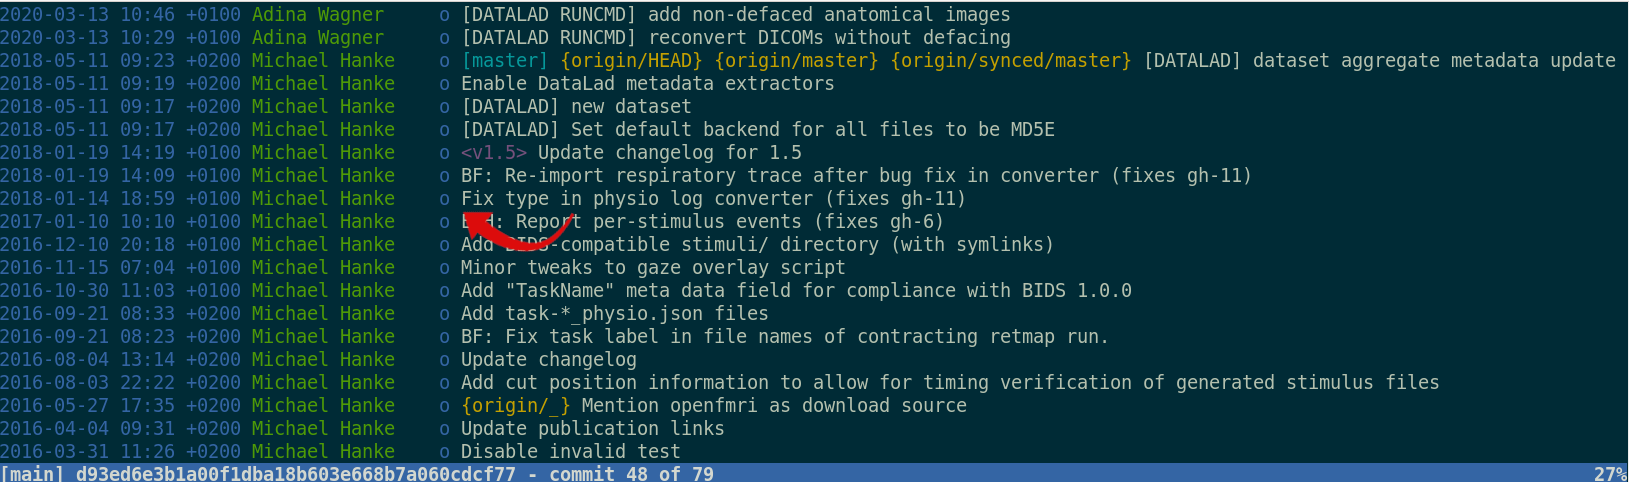 2020-03-13 10:46 +0100 Adina Wagner o [DATALAD RUNCMD] add non-defaced anatomical images
2020-03-13 10:29 +0100 Adina Wagner o [DATALAD RUNCMD] reconvert DICOMs without defacing
2018-05-11 09:23 +0200 Michael Hanke o [master] {origin/HEAD} {origin/master} {origin/synced/master} [DATALAD] dataset aggregate metadata update
2018-05-11 09:19 +0200 Michael Hanke o Enable DataLad metadata extractors
2018-05-11 09:17 +0200 Michael Hanke o [DATALAD] new dataset
2018-05-11 09:17 +0200 Michael Hanke o [DATALAD] Set default backend for all files to be MD5E
2018-01-19 14:19 +0100 Michael Hanke o <v1.5> Update changelog for 1.5
2018-01-19 14:09 +0100 Michael Hanke o BF: Re-import respiratory trace after bug fix in converter (fixes gh-11)
2018-01-14 18:59 +0100 Michael Hanke o Fix type in physio log converter (fixes gh-11)
2017-01-10 10:10 +0100 Michael Hanke o Report per-stimulus events (fixes gh-6)
2016-12-10 20:18 +0100 Michael Hanke o Add BIDS-compatible stimuli/ directory (with symlinks)
2016-11-15 07:04 +0100 Michael Hanke o Minor tweaks to gaze overlay script
2016-10-30 11:03 +0100 Michael Hanke o Add "TaskName" meta data field for compliance with BIDS 1.0.0
2016-09-21 08:33 +0200 Michael Hanke o Add task-*_physio.json files
2016-09-21 08:23 +0200 Michael Hanke o BF: Fix task label in file names of contracting retmap run.
2016-08-04 13:14 +0200 Michael Hanke o Update changelog
2016-08-03 22:22 +0200 Michael Hanke o Add cut position information to allow for timing verification of generated stimulus files
2016-05-27 17:35 +0200 Michael Hanke o {origin/_} Mention openfmri as download source
2016-04-04 09:31 +0200 Michael Hanke o Update publication links
2016-03-31 11:26 +0200 Michael Hanke o Disable invalid test
[main] d93ed6e3b1a00f1dba18b603e668b7a060cdcf77 - commit 48 of 79 27%